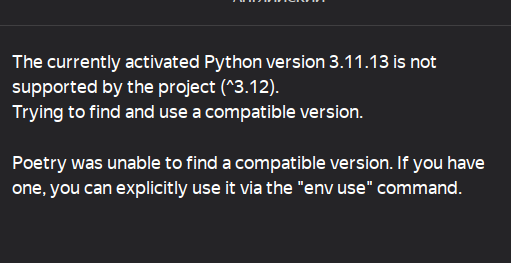 АНГЛИЙСКИЙ
The currently activated Python version 3.11.13 is not
supported by the project (^3.12).
Trying to find and use a compatible version.
Poetry was unable to find a compatible version. If you have
one, you can explicitly use it via the "env use" command.